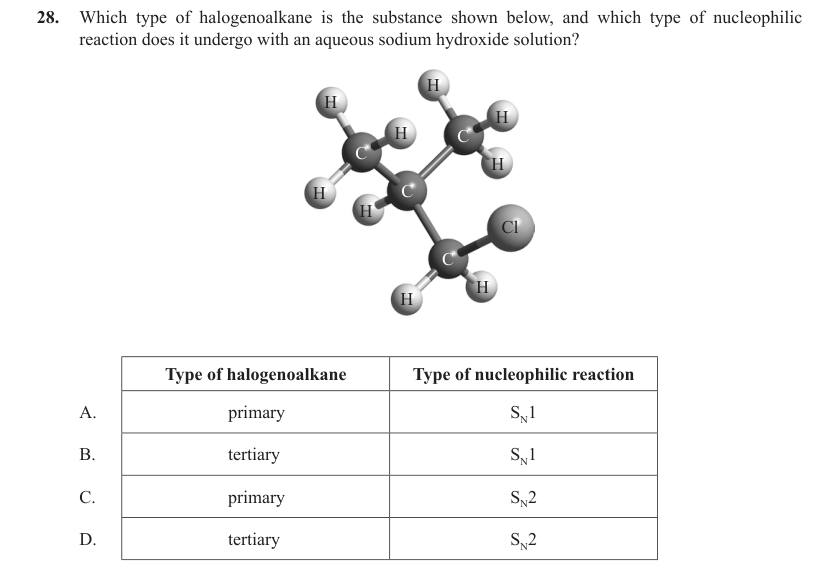 28. Which type of halogenoalkane is the substance shown below, and which type of nucleophilic
reaction does it undergo with an aqueous sodium hydroxide solution?
H
H
H
H
C
C
H
H
C
H
Cl
C
H
H
Type of halogenoalkane Type of nucleophilic reaction
A. primary SN1
B. tertiary SN1
C. primary SN2
D. tertiary SN2